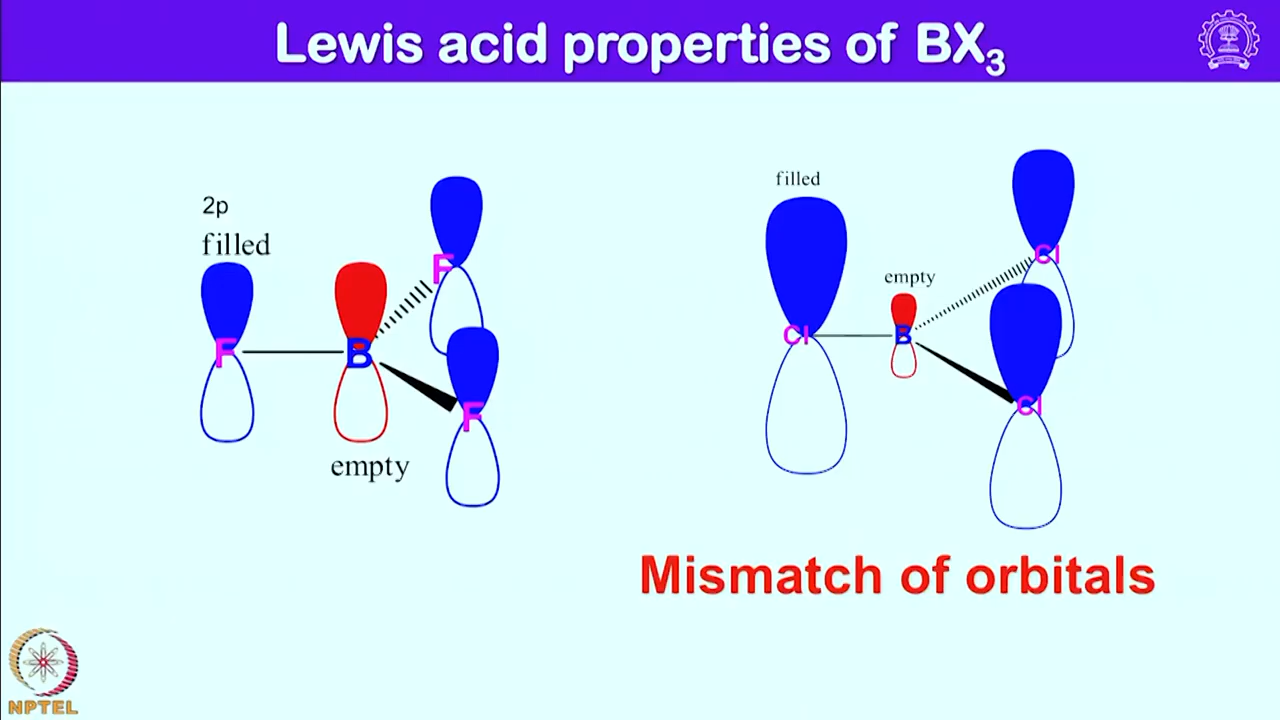 Lewis acid properties of BX3
2p
filled
F
B
F
F
empty
filled
empty
Cl
B
Cl
Cl
Mismatch of orbitals
NPTEL